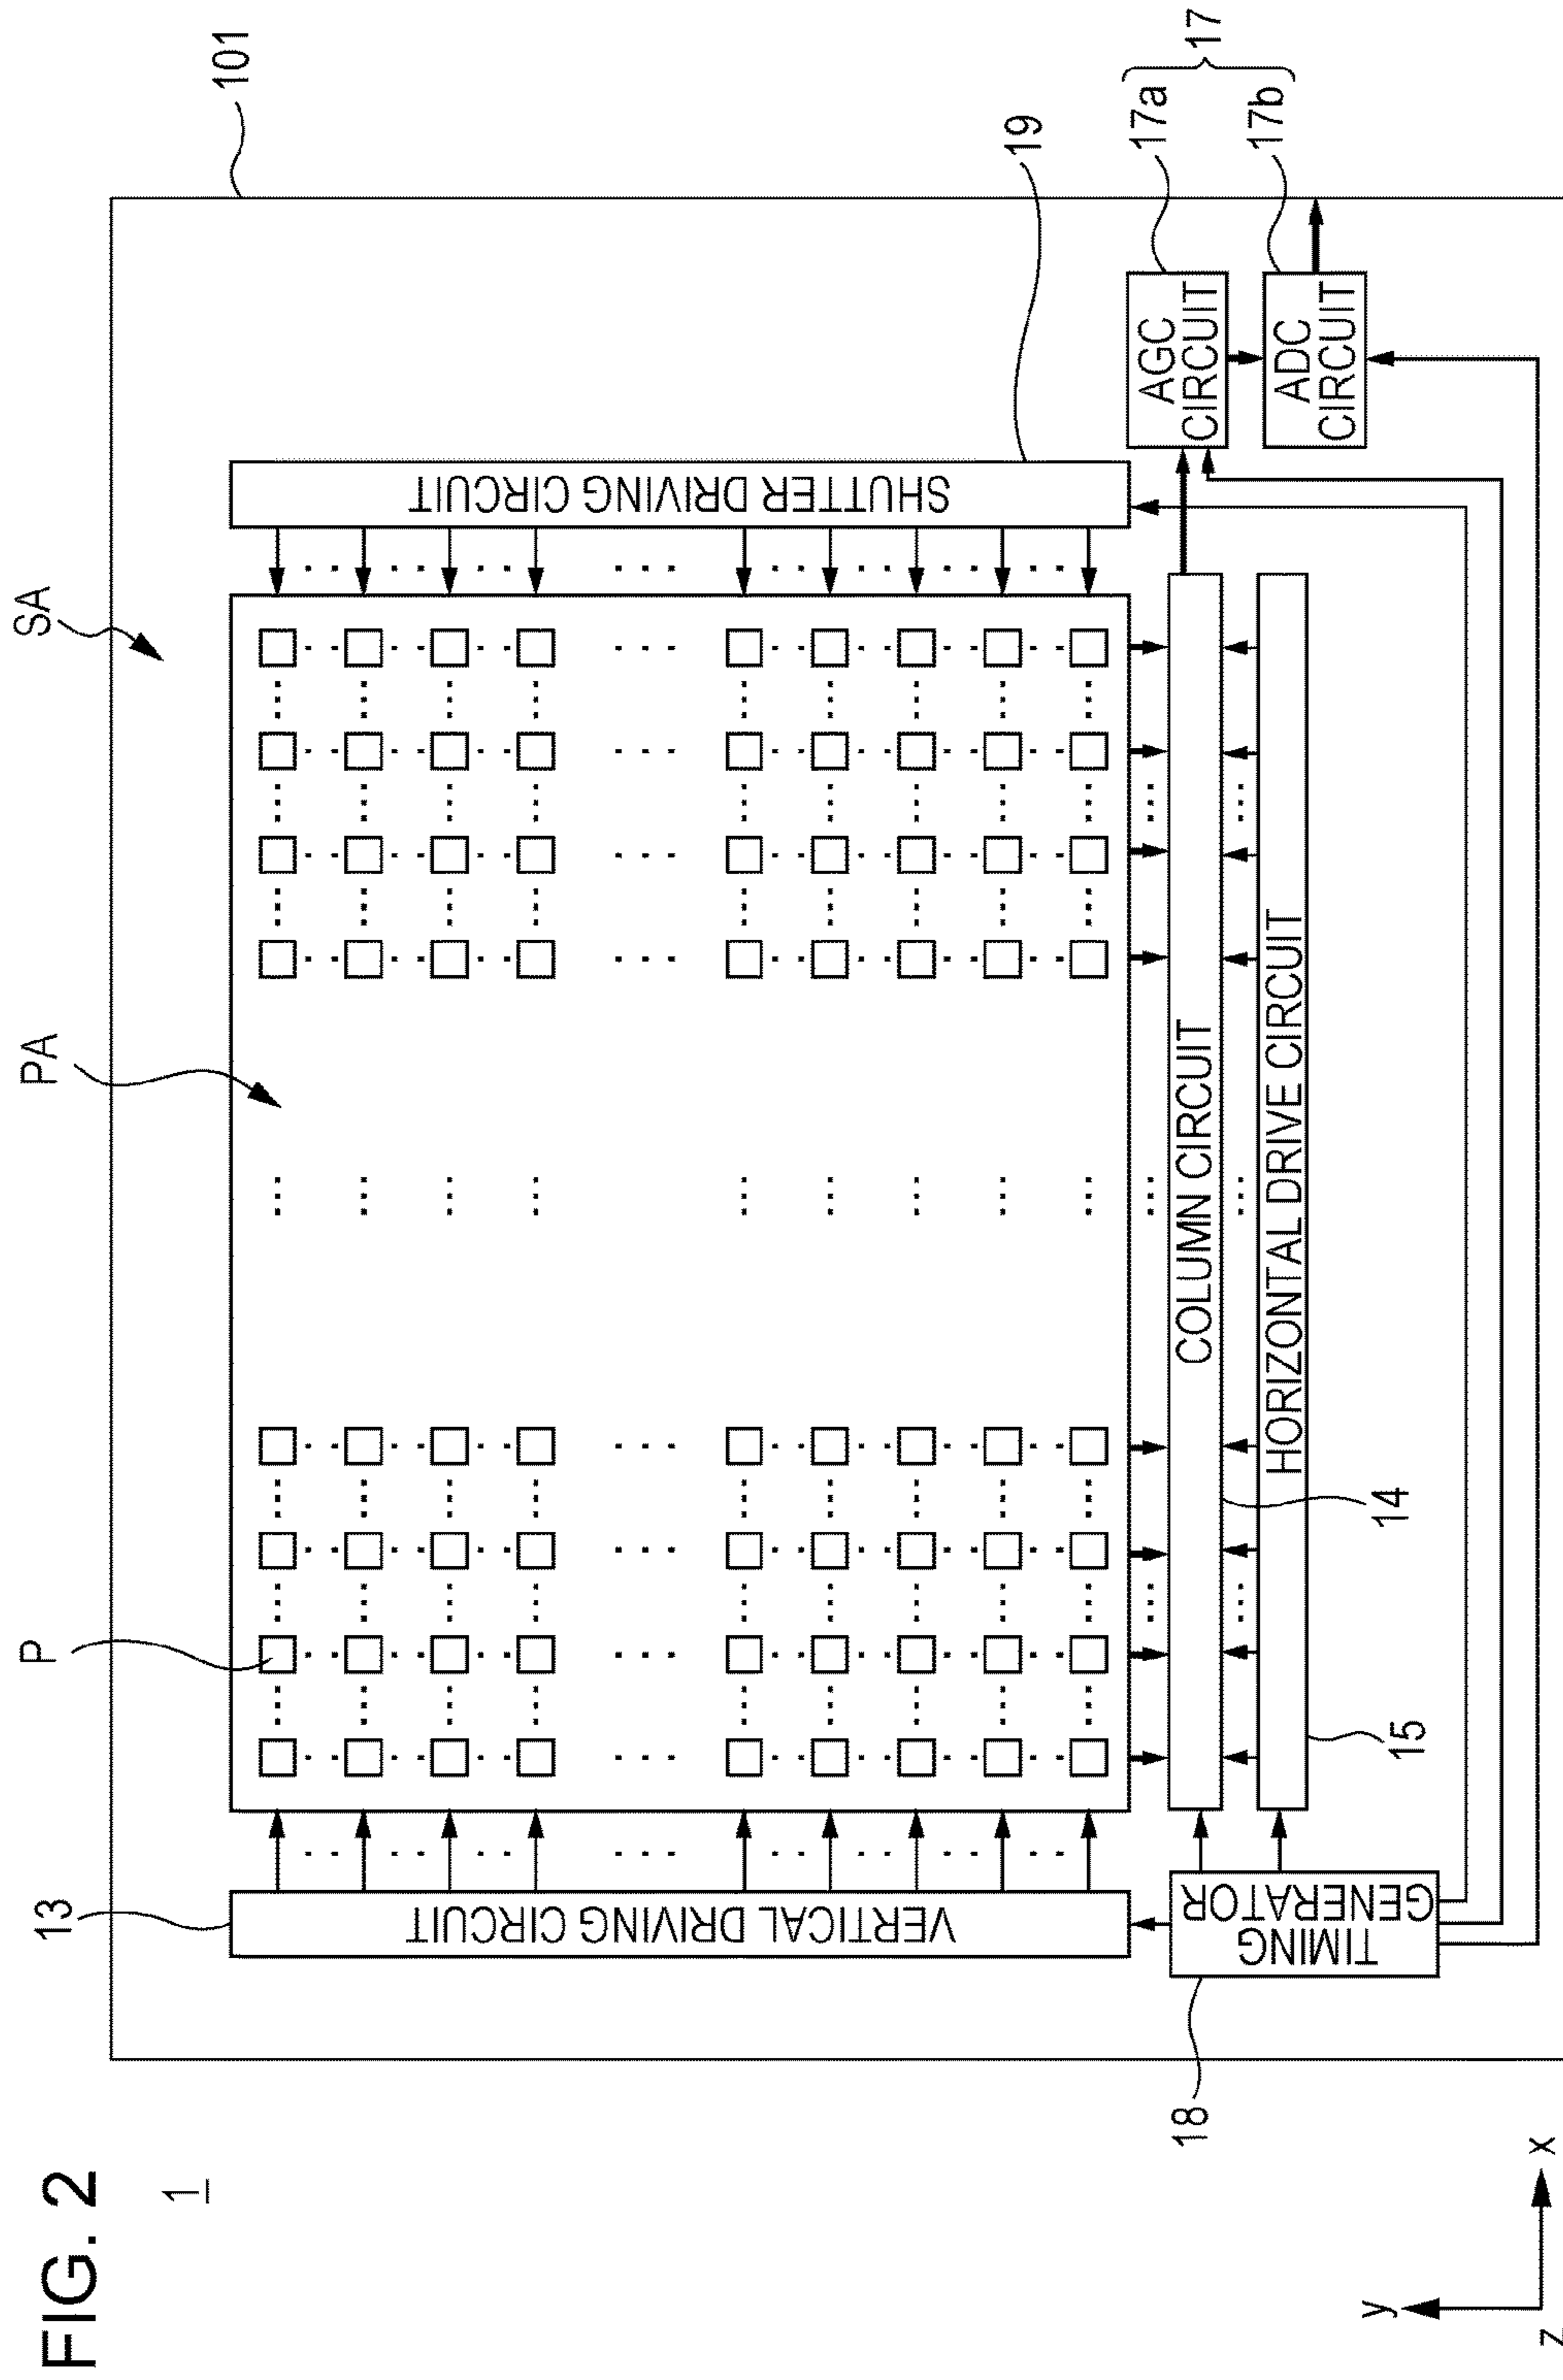 FIG. 2
1
SA
PA
P
101
13
VERTICAL DRIVING CIRCUIT
SHUTTER DRIVING CIRCUIT
19
COLUMN CIRCUIT
14
HORIZONTAL DRIVE CIRCUIT
15
TIMING
GENERATOR
18
AGC
CIRCUIT
17a
ADC
CIRCUIT
17b
17
y
z
x